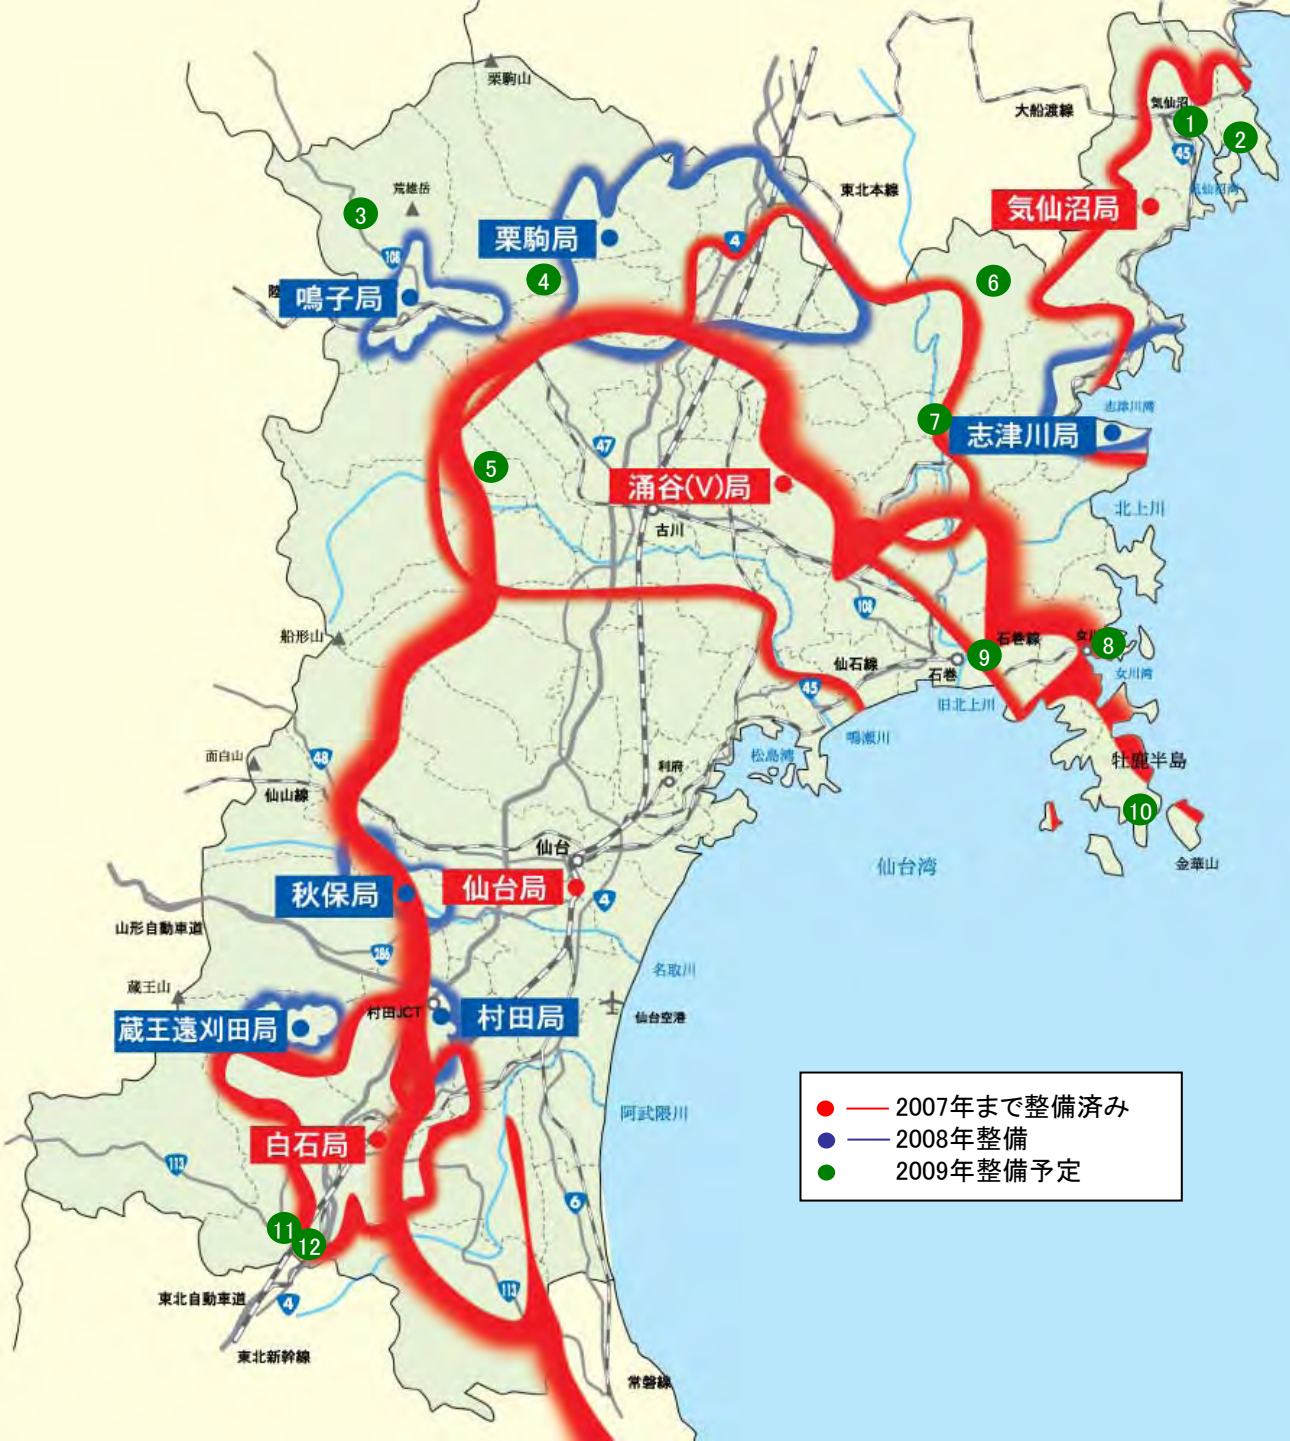 栗駒山
大船渡線
気仙沼
1
2
45
東北本線
気仙沼湾
荒雄岳
3
気仙沼局
栗駒局
4
108
4
6
鳴子局
陸
志津川湾
7
志津川局
47
5
涌谷(V)局
北上川
古川
108
船形山
石巻線
女川
8
9
仙石線
石巻
女川湾
45
旧北上川
鳴瀬川
面白山
48
松島湾
利府
牡鹿半島
仙山線
10
仙台
金華山
仙台湾
秋保局
仙台局
4
山形自動車道
286
名取川
蔵王山
村田JCT
村田局
仙台空港
蔵王遠刈田局
2007年まで整備済み
阿武隈川
白石局
2008年整備
113
2009年整備予定
6
11
12
113
東北自動車道
4
東北新幹線
常磐線